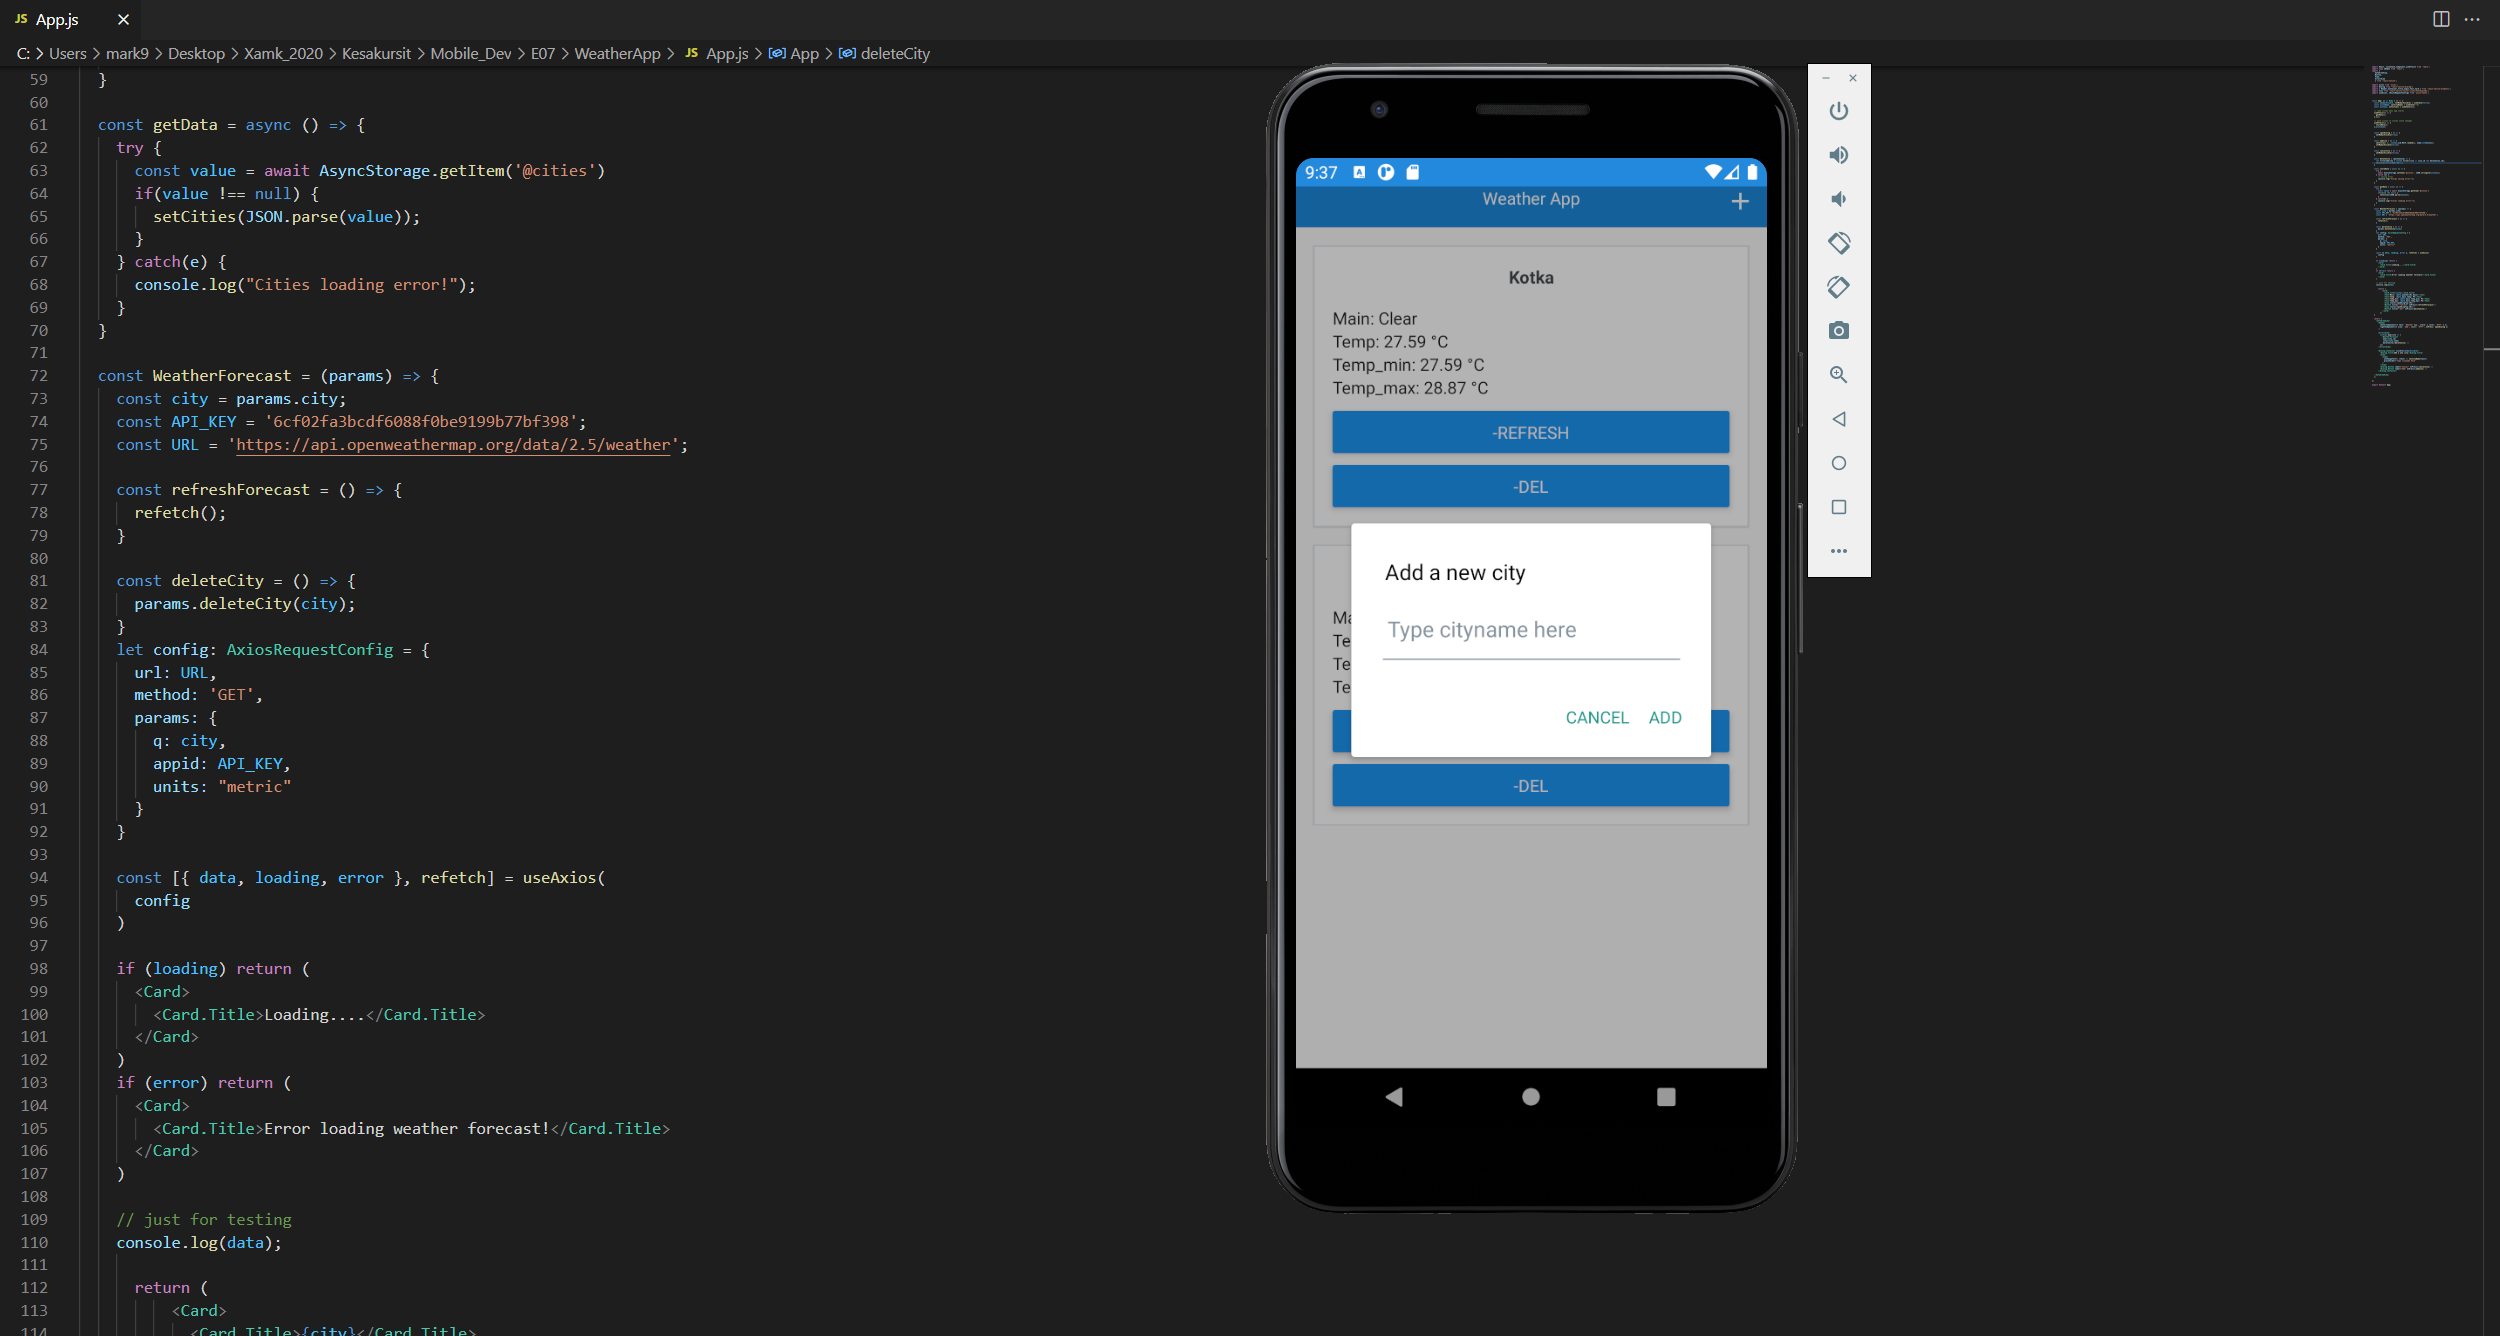 JS App.js
C: > Users > mark9 > Desktop > Xamk_2020 > Kesakursit > Mobile_Dev > E07 > WeatherApp > JS App.js > App > deleteCity
59 }
60
61 const getData = async () => {
62 try {
63 const value = await AsyncStorage.getItem('@cities')
64 if(value !== null) {
65 setCities(JSON.parse(value));
66 }
67 } catch(e) {
68 console.log("Cities loading error!");
69 }
70 }
71
72 const WeatherForecast = (params) => {
73 const city = params.city;
74 const API_KEY = '6cf02fa3bcdf6088f0be9199b77bf398';
75 const URL = 'https://api.openweathermap.org/data/2.5/weather';
76
77 const refreshForecast = () => {
78 refetch();
79 }
80
81 const deleteCity = () => {
82 params.deleteCity(city);
83 }
84 let config: AxiosRequestConfig = {
85 url: URL,
86 method: 'GET',
87 params: {
88 q: city,
89 appid: API_KEY,
90 units: "metric"
91 }
92 }
93
94 const [{ data, loading, error }, refetch] = useAxios(
95 config
96 )
97
98 if (loading) return (
99 <Card>
100 <Card.Title>Loading....</Card.Title>
101 </Card>
102 )
103 if (error) return (
104 <Card>
105 <Card.Title>Error loading weather forecast!</Card.Title>
106 </Card>
107 )
108
109 // just for testing
110 console.log(data);
111
112 return (
113 <Card>
114 <Card.Title>{city}</Card.Title>
9:37
Weather App +
Kotka
Main: Clear
Temp: 27.59 °C
Temp_min: 27.59 °C
Temp_max: 28.87 °C
-REFRESH
-DEL
Add a new city
Type cityname here
CANCEL ADD
Ma
Te
Te
Te
-DEL